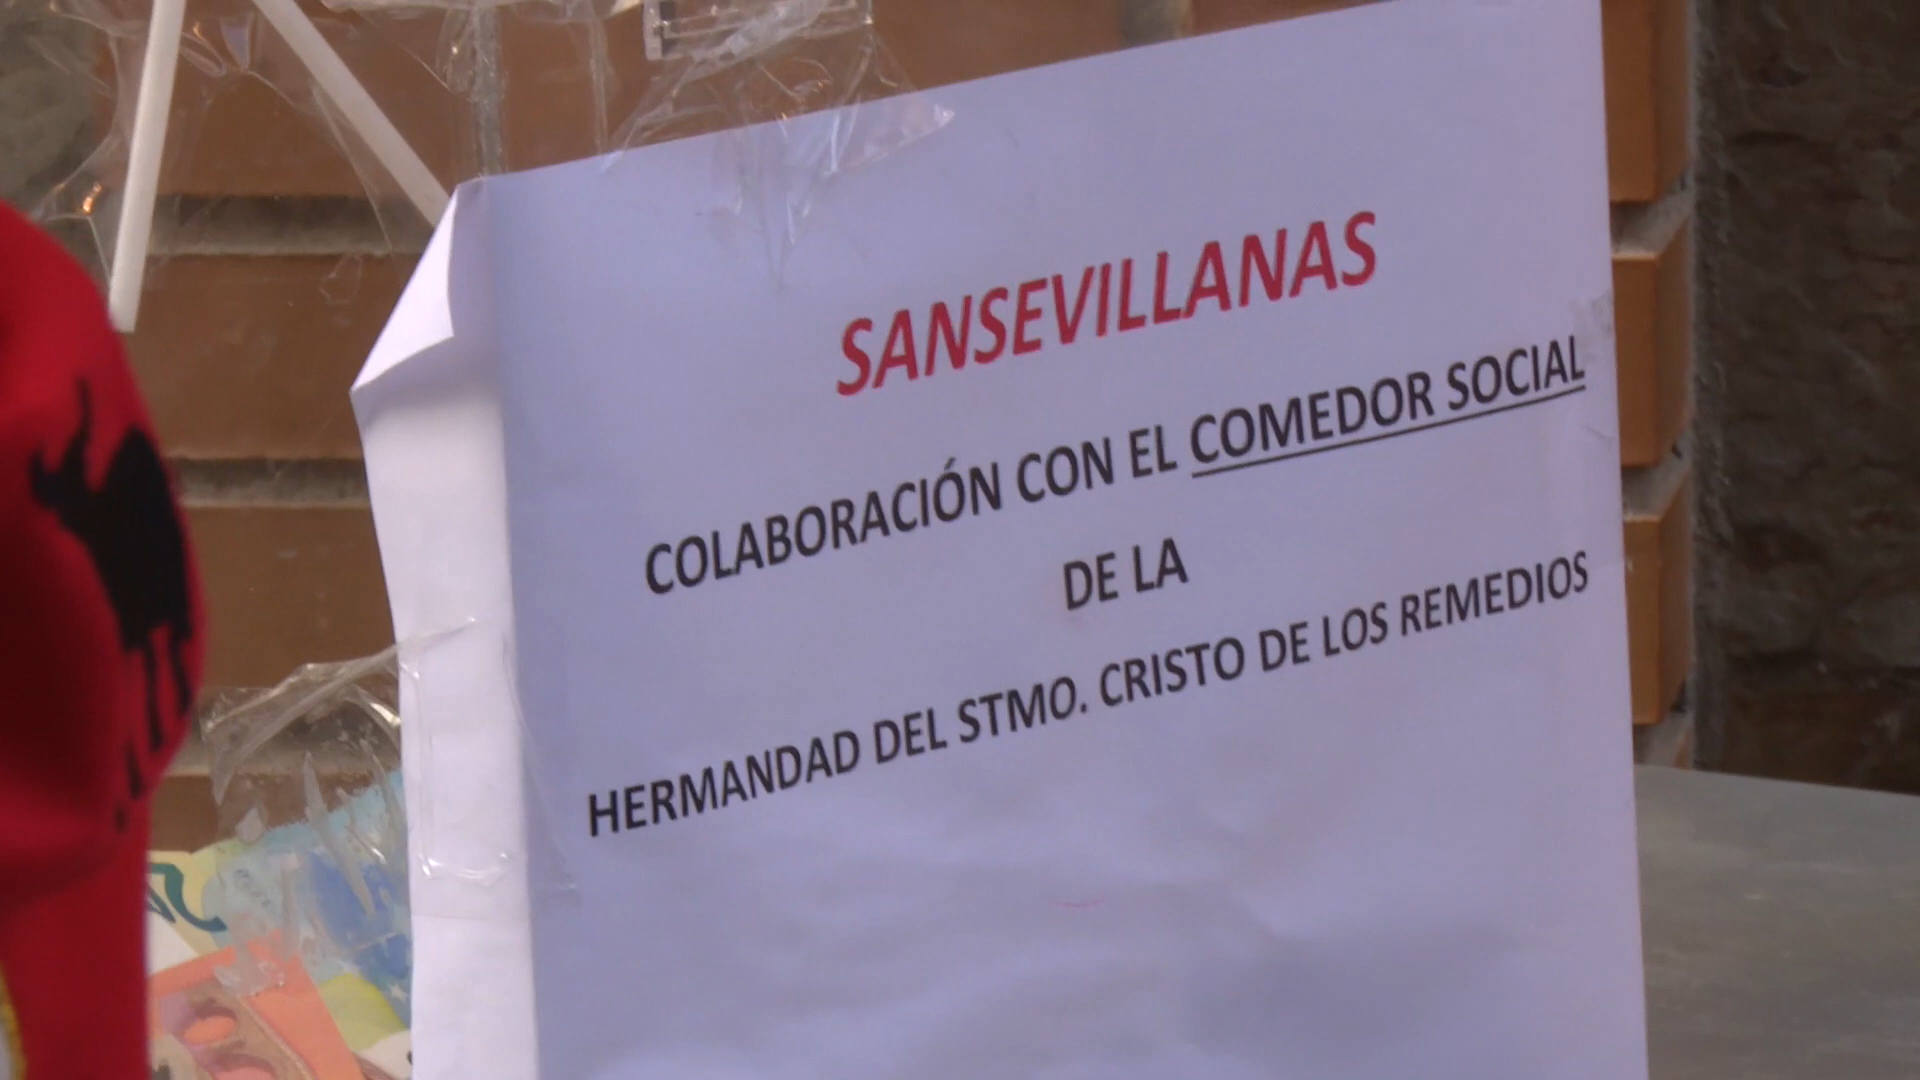 SANSEVILLANAS
COLABORACIÓN CON EL COMEDOR SOCIAL
DE LA
HERMANDAD DEL STMO. CRISTO DE LOS REMEDIOS